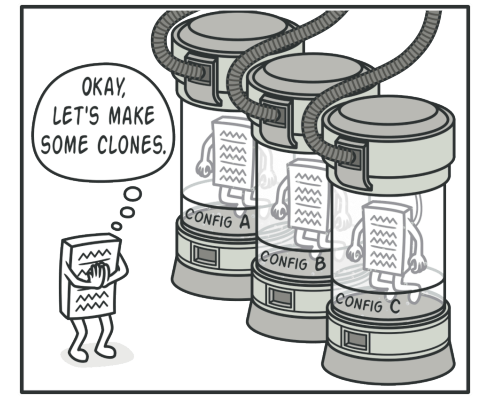 OKAY,
LET'S MAKE
SOME CLONES.
CONFIG A
CONFIG B
CONFIG C